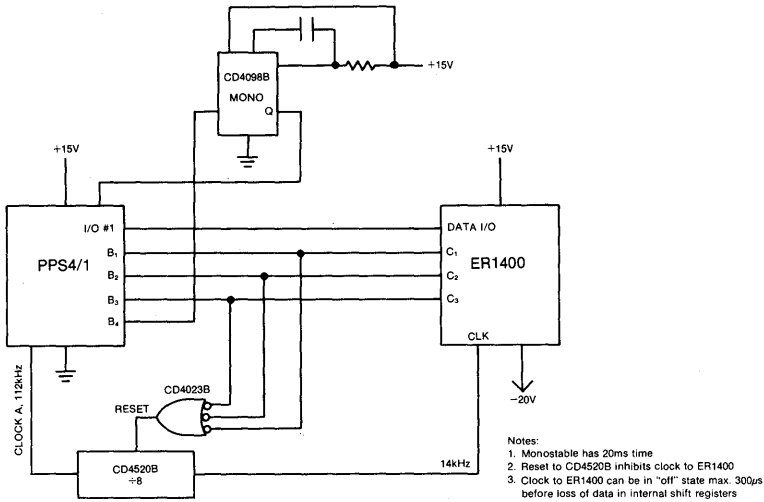 CD4098B
MONO
Q
+15V
+15V
+15V
I/O #1
DATA I/O
B₁
C₁
PPS4/1
B₂
C₂
ER1400
B₃
C₃
B₄
CLK
CLOCK A, 112kHz
CD4023B
RESET
−20V
CD4520B
÷8
14kHz
Notes:
1. Monostable has 20ms time
2. Reset to CD4520B inhibits clock to ER1400
3. Clock to ER1400 can be in "off" state max. 300μs
before loss of data in internal shift registers